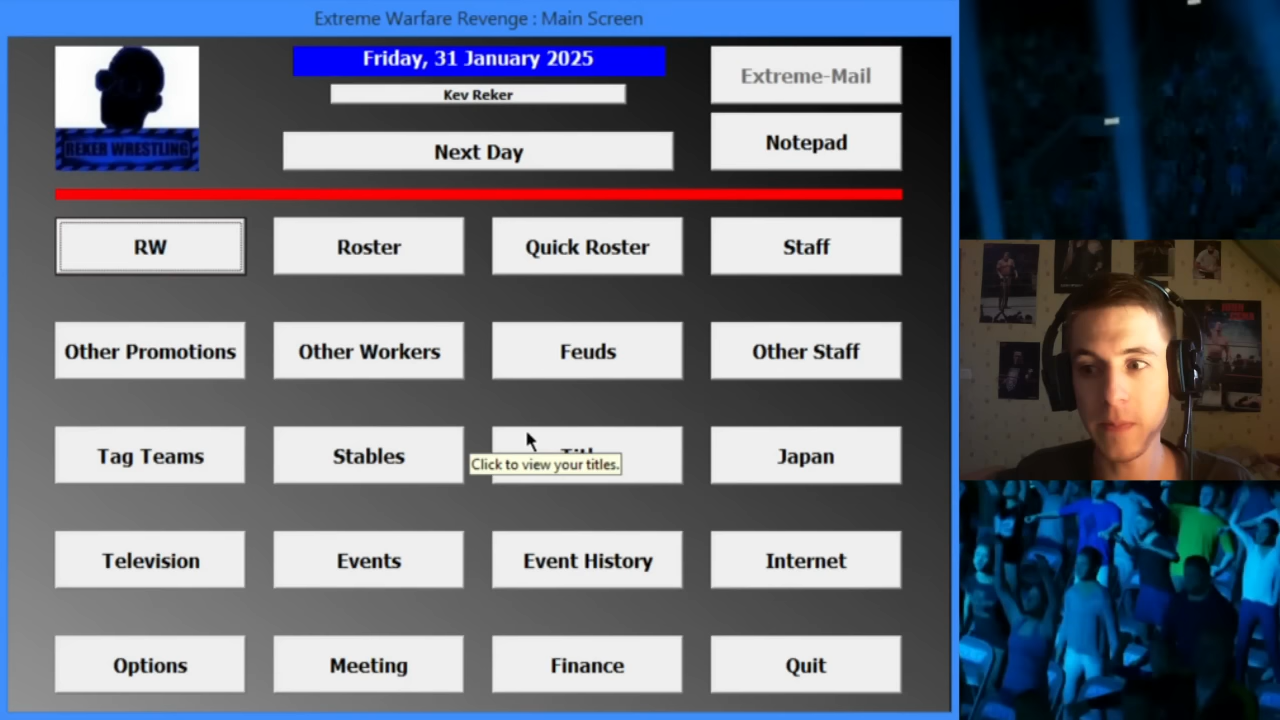 Extreme Warfare Revenge : Main Screen
REKER WRESTLING
Friday, 31 January 2025
Kev Reker
Next Day
Extreme-Mail
Notepad
RW
Roster
Quick Roster
Staff
Other Promotions
Other Workers
Feuds
Other Staff
Tag Teams
Stables
Click to view your titles.
Japan
Television
Events
Event History
Internet
Options
Meeting
Finance
Quit